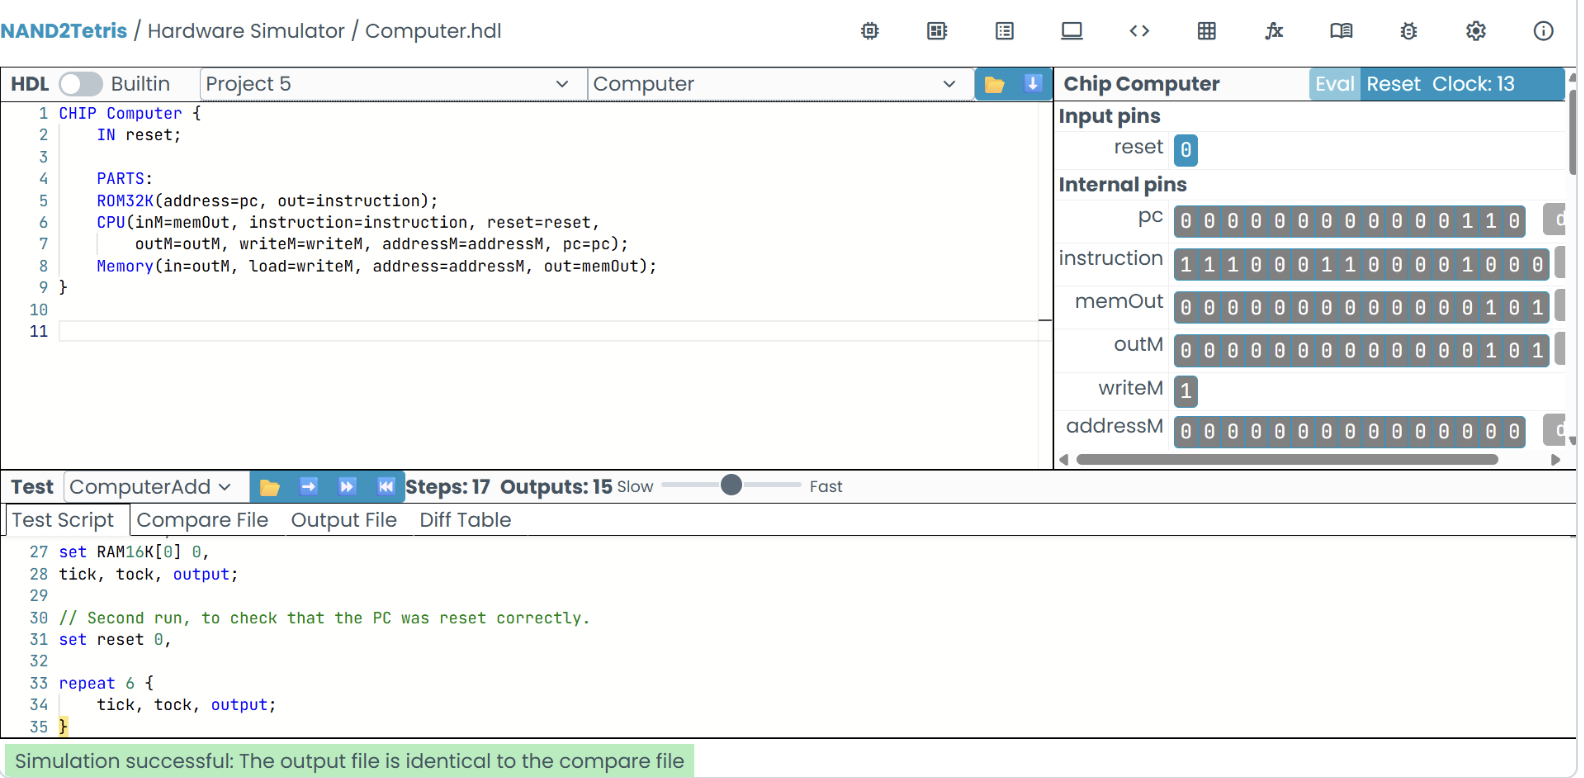 NAND2Tetris / Hardware Simulator / Computer.hdl
HDL Builtin Project 5 Computer
1 CHIP Computer {
2 IN reset;
3
4 PARTS:
5 ROM32K(address=pc, out=instruction);
6 CPU(inM=memOut, instruction=instruction, reset=reset,
7 outM=outM, writeM=writeM, addressM=addressM, pc=pc);
8 Memory(in=outM, load=writeM, address=addressM, out=memOut);
9 }
10
11
Chip Computer Eval Reset Clock: 13
Input pins
reset 0
Internal pins
pc 0 0 0 0 0 0 0 0 0 0 0 0 1 1 0 d
instruction 1 1 1 0 0 0 1 1 0 0 0 0 1 0 0 0
memOut 0 0 0 0 0 0 0 0 0 0 0 0 0 1 0 1
outM 0 0 0 0 0 0 0 0 0 0 0 0 0 1 0 1
writeM 1
addressM 0 0 0 0 0 0 0 0 0 0 0 0 0 0 0 d
Test ComputerAdd Steps: 17 Outputs: 15 Slow Fast
Test Script Compare File Output File Diff Table
27 set RAM16K[0] 0,
28 tick, tock, output;
29
30 // Second run, to check that the PC was reset correctly.
31 set reset 0,
32
33 repeat 6 {
34 tick, tock, output;
35 }
Simulation successful: The output file is identical to the compare file